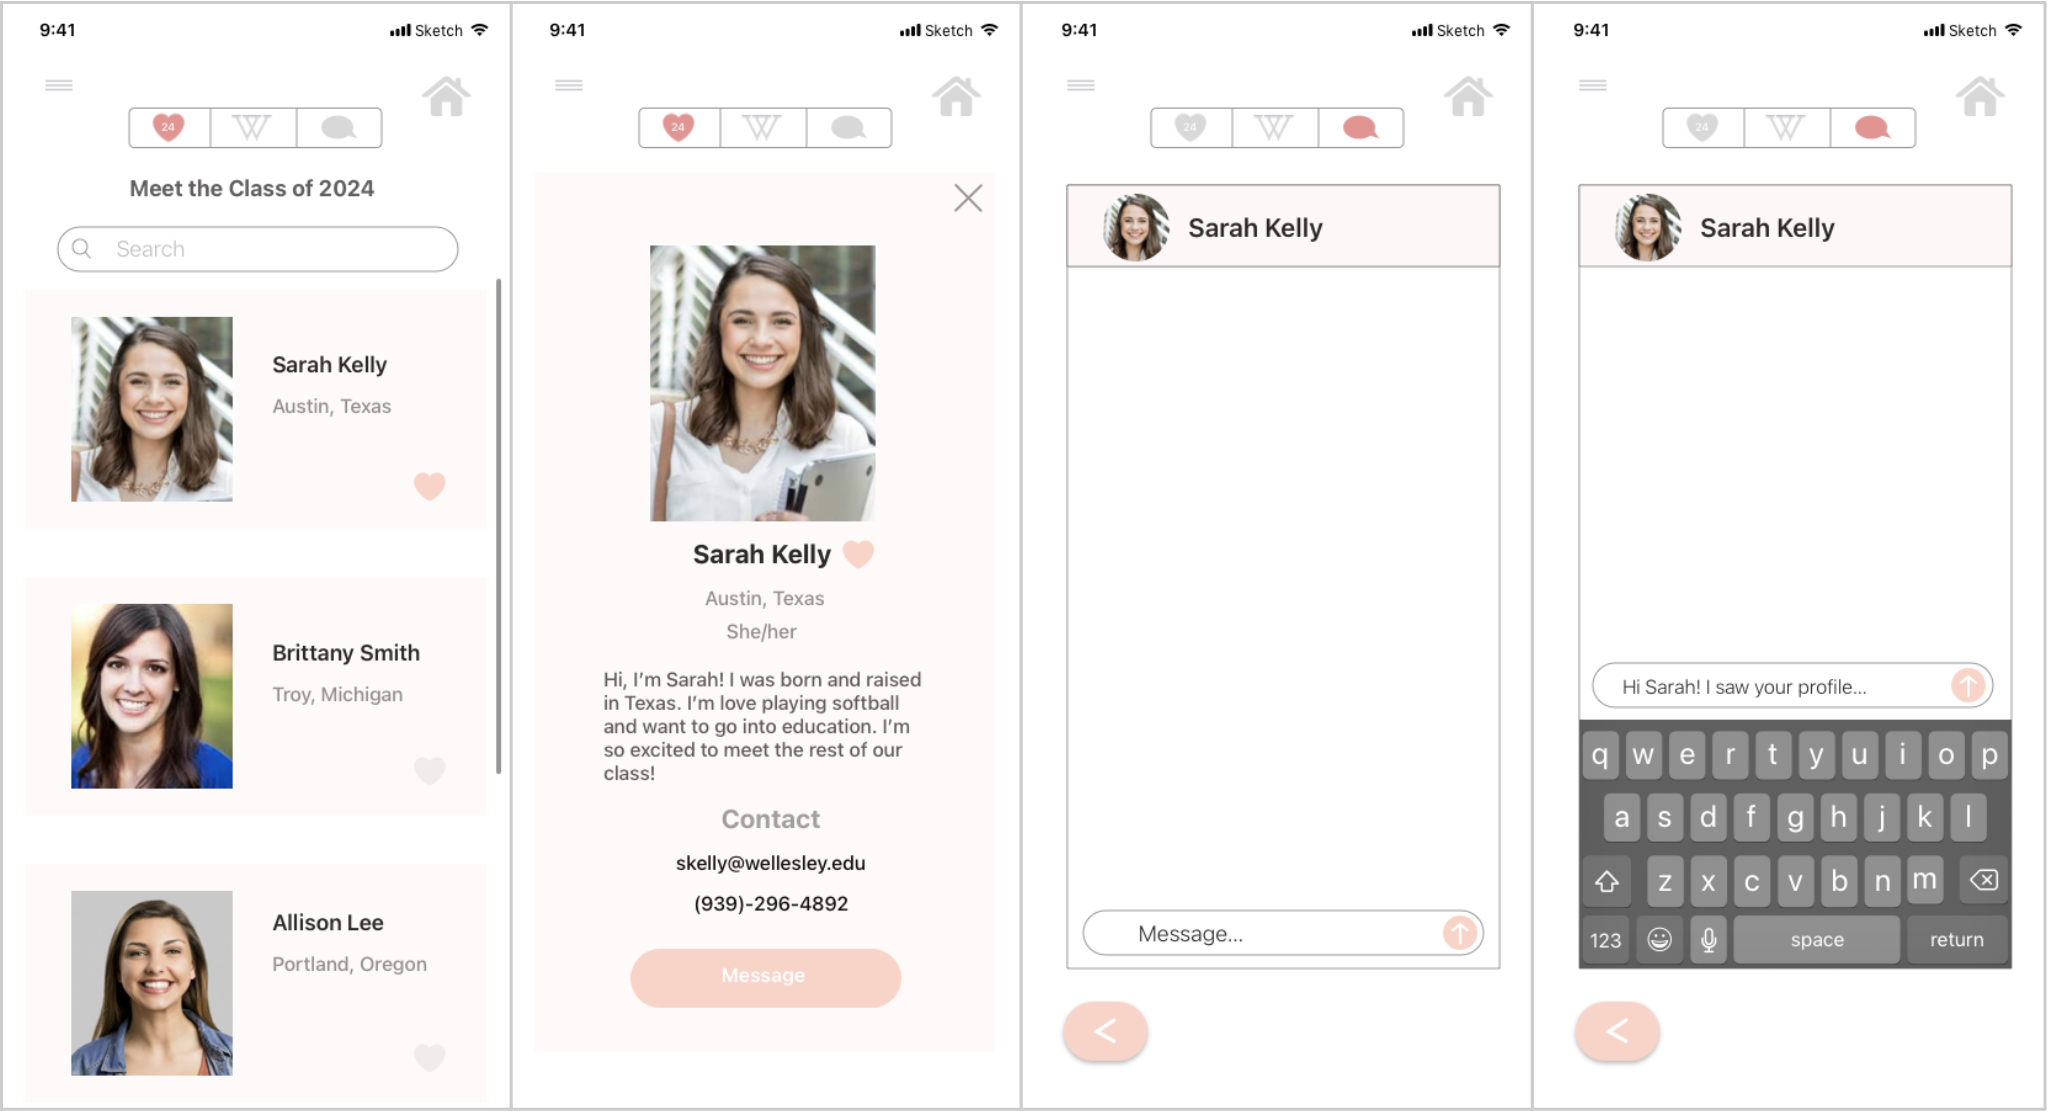 9:41
Sketch
24
W
Meet the Class of 2024
Search
Sarah Kelly
Austin, Texas
Brittany Smith
Troy, Michigan
Allison Lee
Portland, Oregon
9:41
Sketch
24
W
Sarah Kelly
Austin, Texas
She/her
Hi, I'm Sarah! I was born and raised
in Texas. I'm love playing softball
and want to go into education. I'm
so excited to meet the rest of our
class!
Contact
skelly@wellesley.edu
(939)-296-4892
Message
9:41
Sketch
24
W
Sarah Kelly
Message...
9:41
Sketch
24
W
Sarah Kelly
Hi Sarah! I saw your profile...
q w e r t y u i o p
a s d f g h j k l
z x c v b n m
123 space return